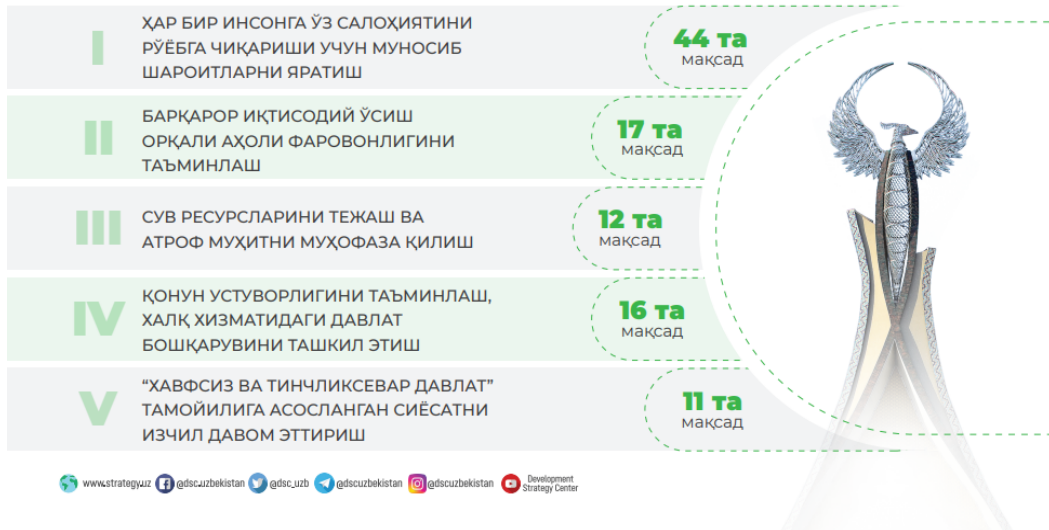 I
ҲАР БИР ИНСОНГА ЎЗ САЛОҲИЯТИНИ
РЎЁБГА ЧИҚАРИШИ УЧУН МУНОСИБ
ШАРОИТЛАРНИ ЯРАТИШ
44 та
мақсад
II
БАРҚАРОР ИҚТИСОДИЙ ЎСИШ
ОРҚАЛИ АҲОЛИ ФАРОВОНЛИГИНИ
ТАЪМИНЛАШ
17 та
мақсад
III
СУВ РЕСУРСЛАРИНИ ТЕЖАШ ВА
АТРОФ МУҲИТНИ МУҲОФАЗА ҚИЛИШ
12 та
мақсад
IV
ҚОНУН УСТУВОРЛИГИНИ ТАЪМИНЛАШ,
ХАЛҚ ХИЗМАТИДАГИ ДАВЛАТ
БОШҚАРУВИНИ ТАШКИЛ ЭТИШ
16 та
мақсад
V
“ХАВФСИЗ ВА ТИНЧЛИКСЕВАР ДАВЛАТ”
ТАМОЙИЛИГА АСОСЛАНГАН СИЁСАТНИ
ИЗЧИЛ ДАВОМ ЭТТИРИШ
11 та
мақсад
www.strategy.uz @dsc.uzbekistan @dsc_uzb @dscuzbekistan @dscuzbekistan Development
Strategy Center